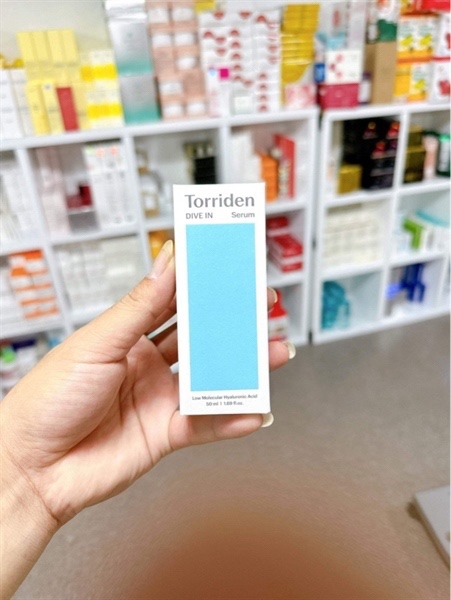 Torriden
DIVE IN Serum
Low Molecular Hyaluronic Acid
50 ml | 1.69 fl.oz.